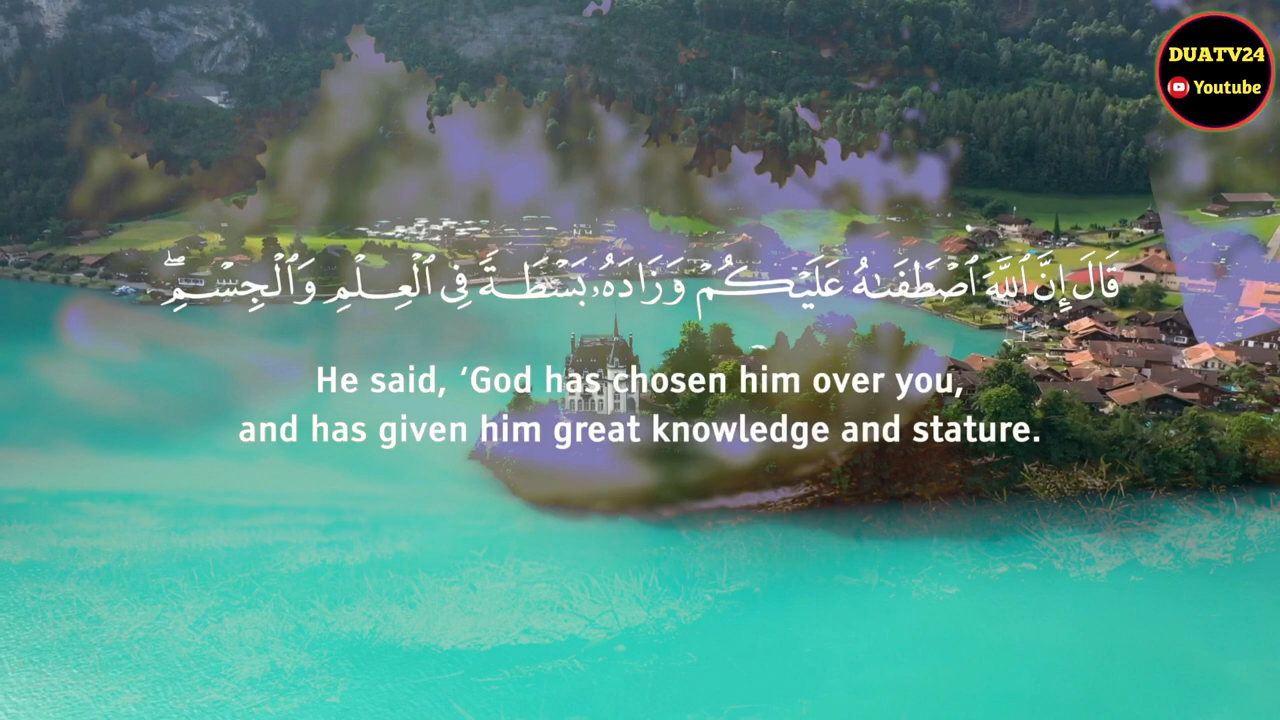 DUATV24
Youtube
قَالَ إِنَّ ٱللَّهَ ٱصْطَفَىٰهُ عَلَيْكُمْ وَزَادَهُۥ بَسْطَةً فِى ٱلْعِلْمِ وَٱلْجِسْمِ ۖ
He said, ‘God has chosen him over you,
and has given him great knowledge and stature.